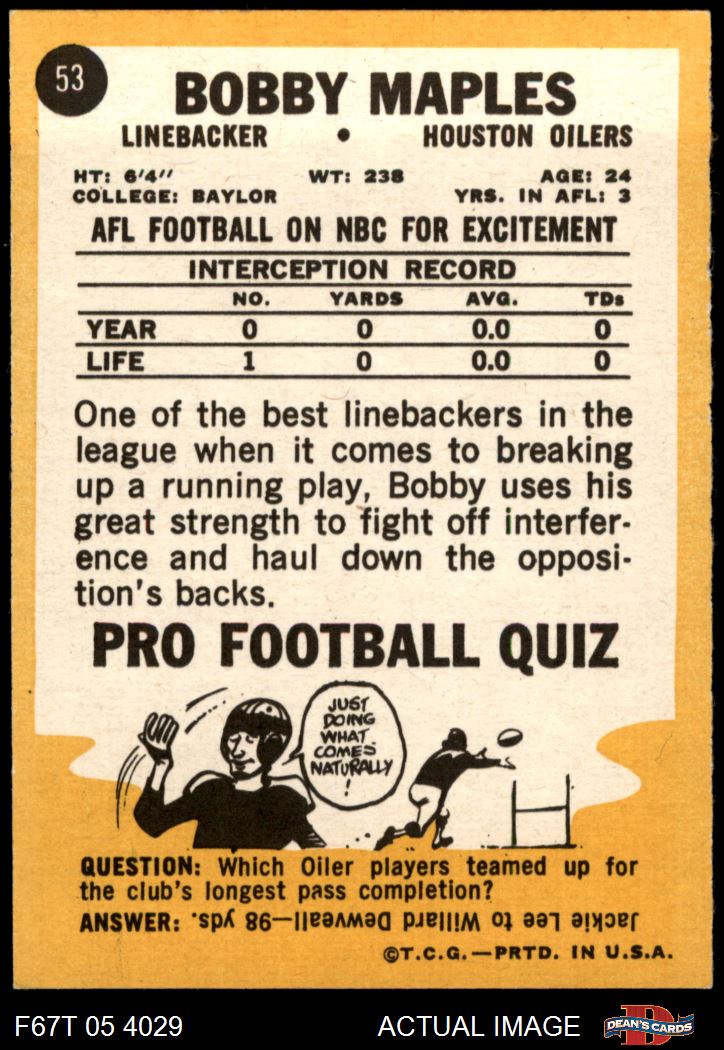 53
BOBBY MAPLES
LINEBACKER • HOUSTON OILERS
HT: 6'4" WT: 238 AGE: 24
COLLEGE: BAYLOR YRS. IN AFL: 3
AFL FOOTBALL ON NBC FOR EXCITEMENT
INTERCEPTION RECORD
NO. YARDS AVG. TDs
YEAR 0 0 0.0 0
LIFE 1 0 0.0 0
One of the best linebackers in the
league when it comes to breaking
up a running play, Bobby uses his
great strength to fight off interfer-
ence and haul down the opposi-
tion's backs.
PRO FOOTBALL QUIZ
JUST
DOING
WHAT
COMES
NATURALLY
!
QUESTION: Which Oiler players teamed up for
the club's longest pass completion?
ANSWER: Jackie Lee to Willard Dewveall—98 yds.
©T.C.G.—PRTD. IN U.S.A.
F67T 05 4029 ACTUAL IMAGE D DEAN'S CARDS